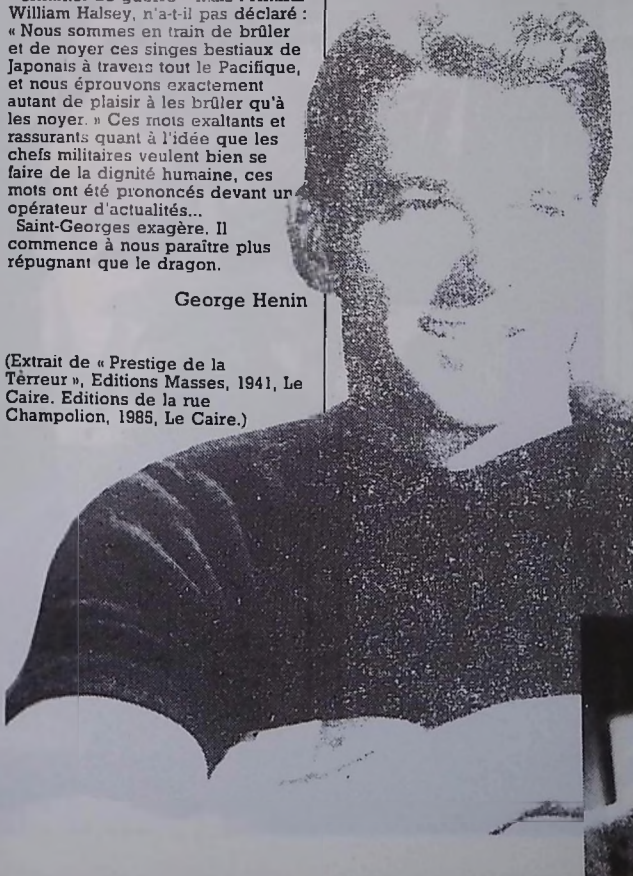 William Halsey, n'a-t-il pas déclaré :
« Nous sommes en train de brûler
et de noyer ces singes bestiaux de
Japonais à travers tout le Pacifique,
et nous éprouvons exactement
autant de plaisir à les brûler qu'à
les noyer. » Ces mots exaltants et
rassurants quant à l'idée que les
chefs militaires veulent bien se
faire de la dignité humaine, ces
mots ont été prononcés devant un
opérateur d'actualités...
Saint-Georges exagère. Il
commence à nous paraître plus
répugnant que le dragon.
George Henin
(Extrait de « Prestige de la
Tèrreur », Editions Masses, 1941, Le
Caire. Editions de la rue
Champolion, 1985, Le Caire.)